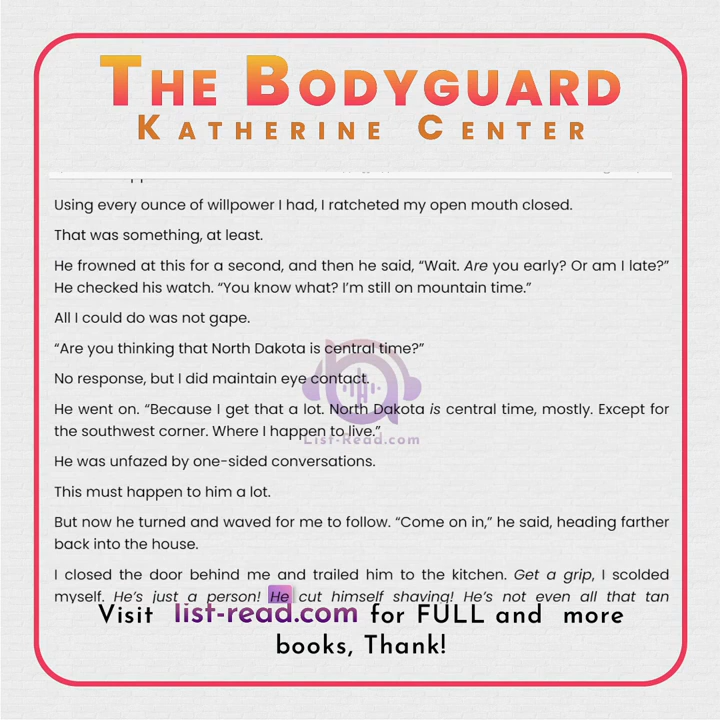 THE BODYGUARD
KATHERINE CENTER
Using every ounce of willpower I had, I ratcheted my open mouth closed.
That was something, at least.
He frowned at this for a second, and then he said, “Wait. Are you early? Or am I late?”
He checked his watch. “You know what? I’m still on mountain time.”
All I could do was not gape.
“Are you thinking that North Dakota is central time?”
No response, but I did maintain eye contact.
He went on. “Because I get that a lot. North Dakota is central time, mostly. Except for
the southwest corner. Where I happen to live.”
List-Read.com
He was unfazed by one-sided conversations.
This must happen to him a lot.
But now he turned and waved for me to follow. “Come on in,” he said, heading farther
back into the house.
I closed the door behind me and trailed him to the kitchen. Get a grip, I scolded
myself. He’s just a person! He cut himself shaving! He’s not even all that tan
Visit list-read.com for FULL and more
books, Thank!